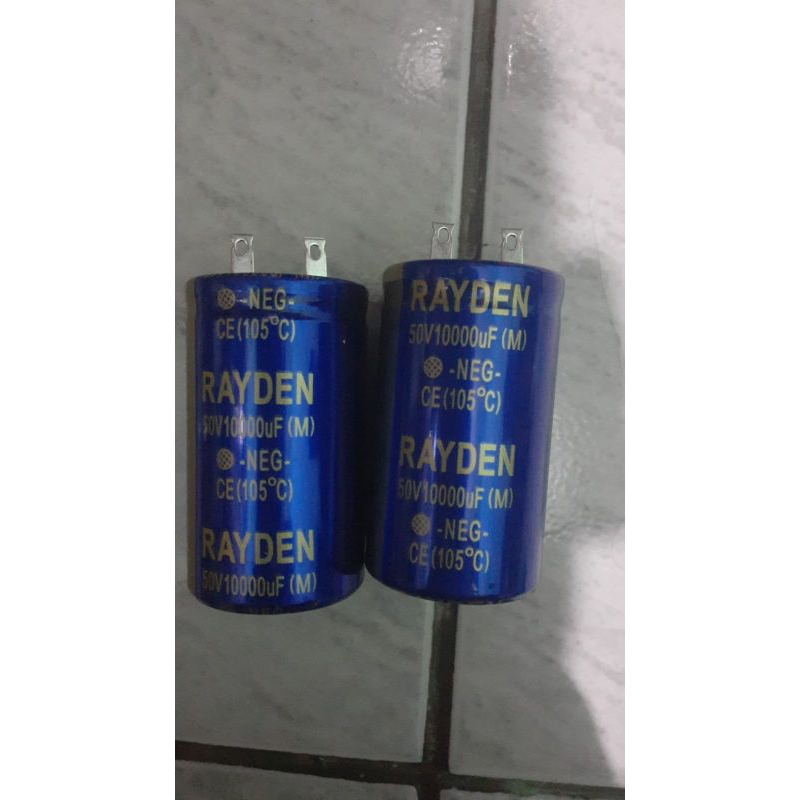 -NEG-
CE(105°C)
RAYDEN
50V10000uF(M)
-NEG-
CE(105°C)
RAYDEN
50V10000uF(M)
RAYDEN
50V10000uF(M)
-NEG-
CE(105°C)
RAYDEN
50V10000uF(M)
-NEG-
CE(105°C)